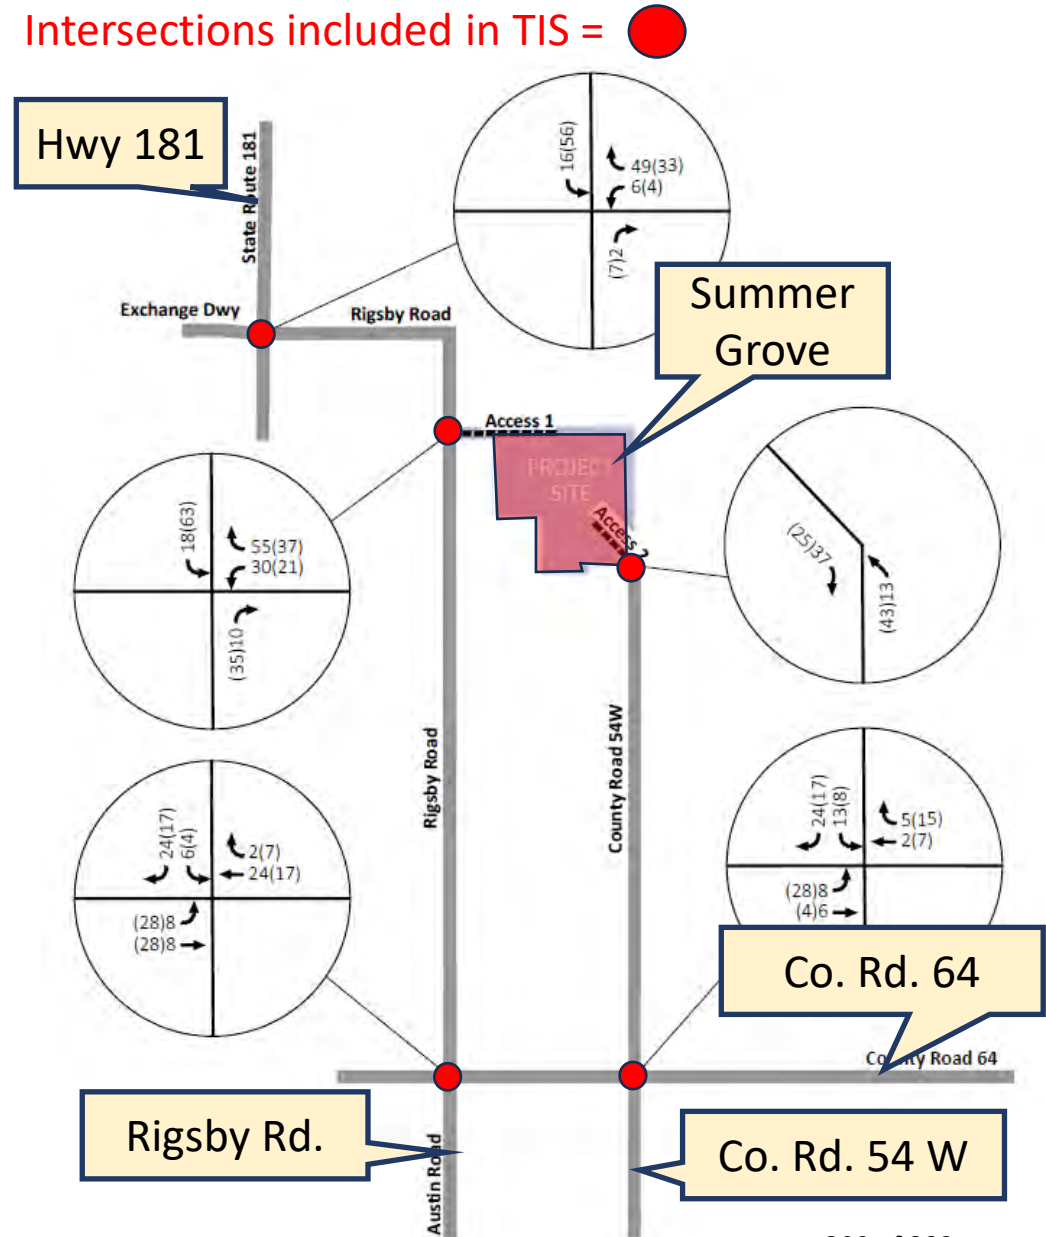 Intersections included in TIS =
Hwy 181
State Route 181
16(56)
49(33)
6(4)
(7)2
Summer
Grove
Exchange Dwy
Rigsby Road
Access 1
PROJECT
SITE
Access 2
18(63)
55(37)
30(21)
(35)10
(25)37
(43)13
Rigsby Road
County Road 54W
24(17)
6(4)
2(7)
24(17)
(28)8
(28)8
24(17)
13(8)
5(15)
2(7)
(28)8
(4)6
Co. Rd. 64
County Road 64
Rigsby Rd.
Austin Road
Co. Rd. 54 W